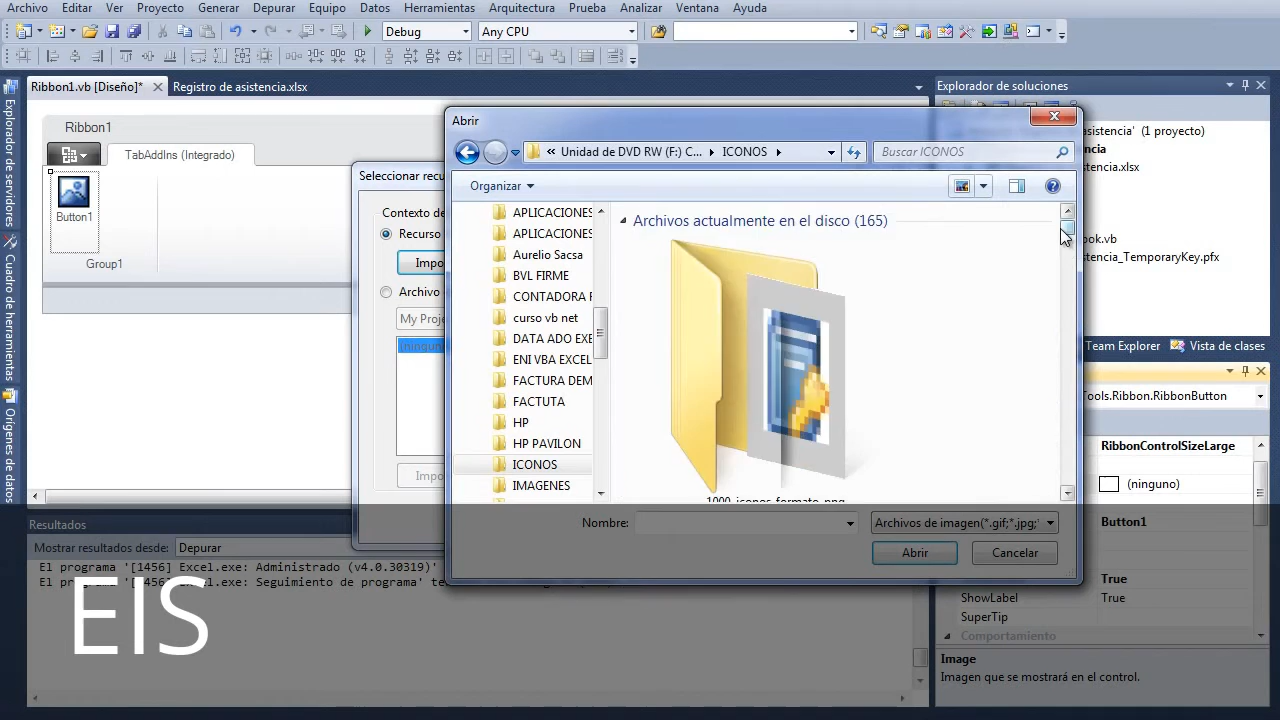 Archivo Editar Ver Proyecto Generar Depurar Equipo Datos Herramientas Arquitectura Prueba Analizar Ventana Ayuda
Debug Any CPU
Ribbon1.vb [Diseño]* Registro de asistencia.xlsx
Explorador de soluciones
Explorador de servidores
Cuadro de herramientas
Orígenes de datos
Ribbon1
TabAddIns (Integrado)
Button1
Group1
Seleccionar recu
Contexto de
Recurso
Impo
Archivo
My Proje
(ninguno
Impo
Abrir
Unidad de DVD RW (F:) C... ICONOS
Buscar ICONOS
Organizar
APLICACIONES
APLICACIONES
Aurelio Sacsa
BVL FIRME
CONTADORA F
curso vb net
DATA ADO EXE
ENI VBA EXCEL
FACTURA DEM
FACTUTA
HP
HP PAVILON
ICONOS
IMAGENES
Archivos actualmente en el disco (165)
1000_iconos_formato_png
Nombre:
Archivos de imagen(*.gif;*.jpg;*
Abrir Cancelar
asistencia' (1 proyecto)
encia
istencia.xlsx
ook.vb
stencia_TemporaryKey.pfx
Team Explorer Vista de clases
Tools.Ribbon.RibbonButton
RibbonControlSizeLarge
(ninguno)
Button1
True
ShowLabel True
SuperTip
Comportamiento
Image
Imagen que se mostrará en el control.
Resultados
Mostrar resultados desde: Depurar
El programa '[1456] Excel.exe: Administrado (v4.0.30319)'
El programa '[1456] Excel.exe: Seguimiento de programa' te
EIS